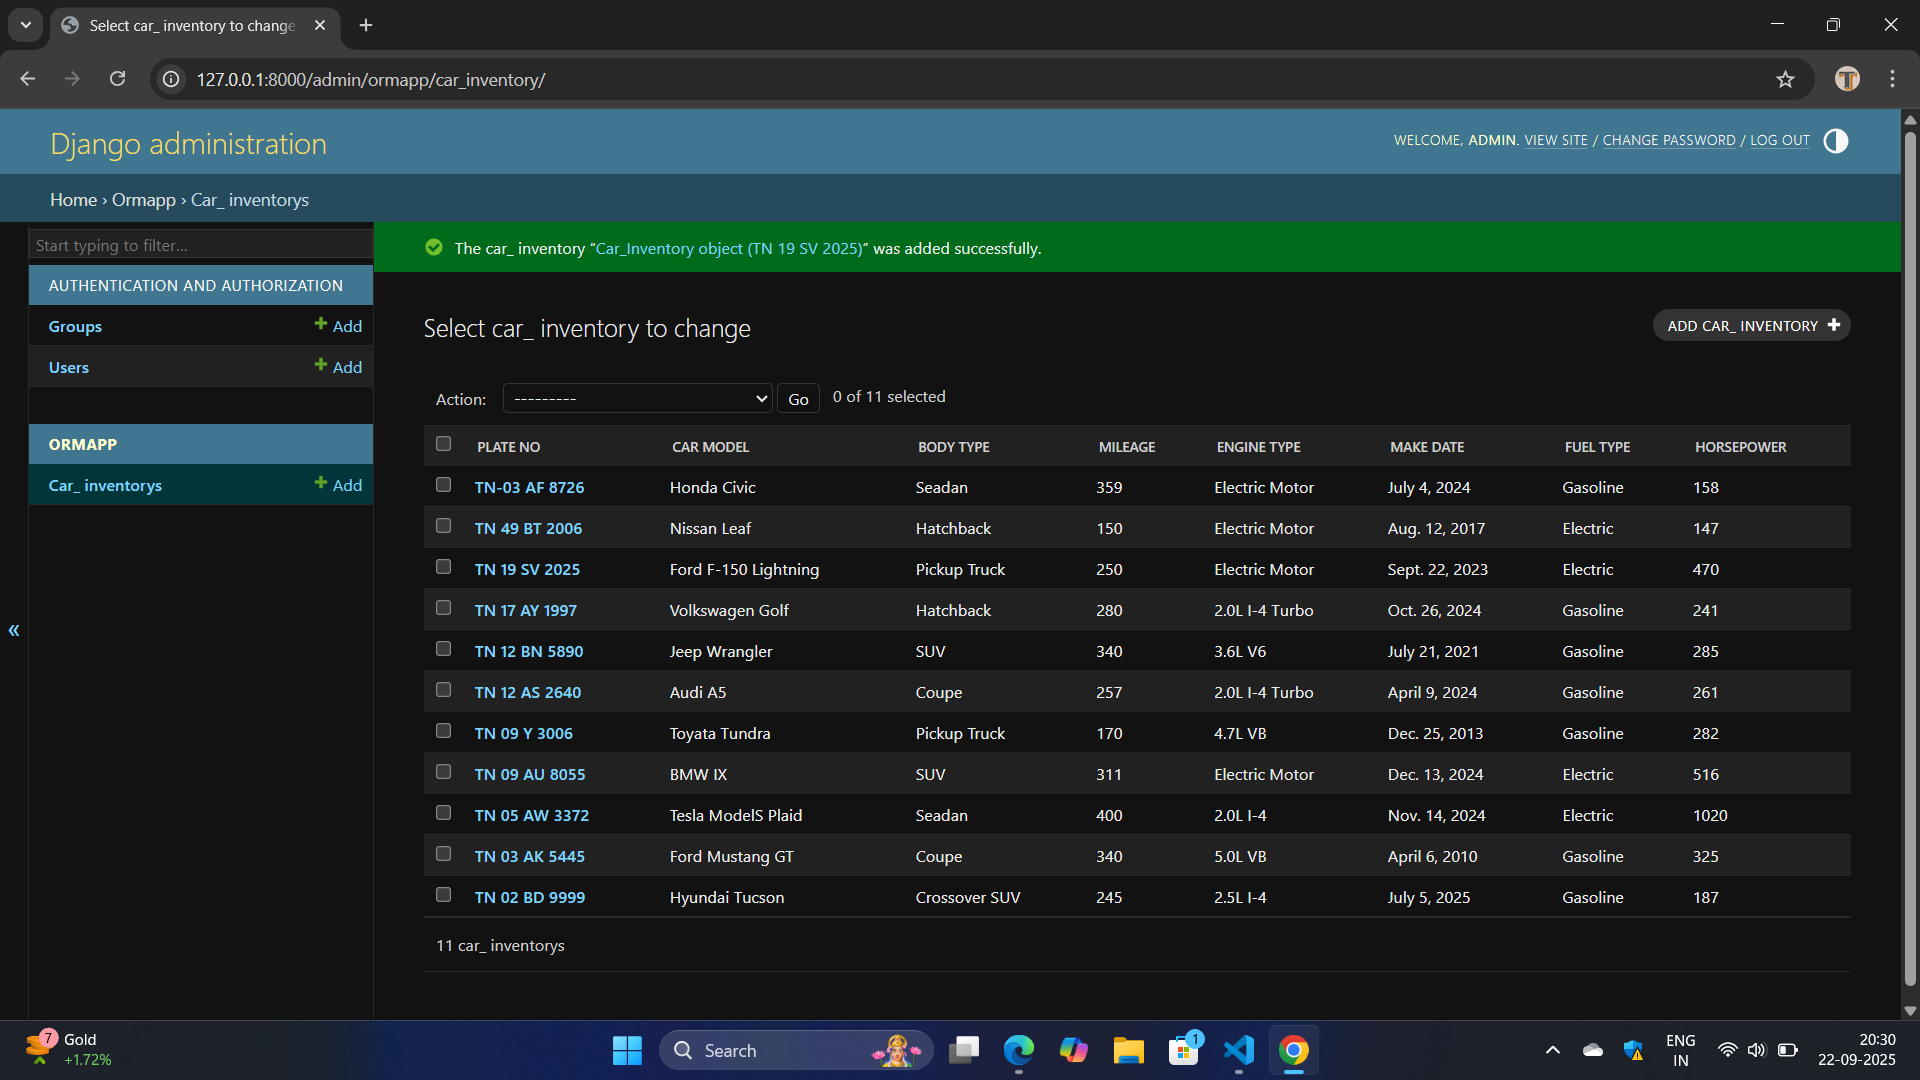 Select car_ inventory to change
127.0.0.1:8000/admin/ormapp/car_inventory/
Django administration
WELCOME, ADMIN. VIEW SITE / CHANGE PASSWORD / LOG OUT
Home › Ormapp › Car_ inventorys
Start typing to filter...
AUTHENTICATION AND AUTHORIZATION
Groups Add
Users Add
ORMAPP
Car_ inventorys Add
«
The car_ inventory “Car_Inventory object (TN 19 SV 2025)” was added successfully.
Select car_ inventory to change
ADD CAR_ INVENTORY
Action: --------- Go 0 of 11 selected
PLATE NO CAR MODEL BODY TYPE MILEAGE ENGINE TYPE MAKE DATE FUEL TYPE HORSEPOWER
TN-03 AF 8726 Honda Civic Seadan 359 Electric Motor July 4, 2024 Gasoline 158
TN 49 BT 2006 Nissan Leaf Hatchback 150 Electric Motor Aug. 12, 2017 Electric 147
TN 19 SV 2025 Ford F-150 Lightning Pickup Truck 250 Electric Motor Sept. 22, 2023 Electric 470
TN 17 AY 1997 Volkswagen Golf Hatchback 280 2.0L I-4 Turbo Oct. 26, 2024 Gasoline 241
TN 12 BN 5890 Jeep Wrangler SUV 340 3.6L V6 July 21, 2021 Gasoline 285
TN 12 AS 2640 Audi A5 Coupe 257 2.0L I-4 Turbo April 9, 2024 Gasoline 261
TN 09 Y 3006 Toyata Tundra Pickup Truck 170 4.7L VB Dec. 25, 2013 Gasoline 282
TN 09 AU 8055 BMW IX SUV 311 Electric Motor Dec. 13, 2024 Electric 516
TN 05 AW 3372 Tesla ModelS Plaid Seadan 400 2.0L I-4 Nov. 14, 2024 Electric 1020
TN 03 AK 5445 Ford Mustang GT Coupe 340 5.0L VB April 6, 2010 Gasoline 325
TN 02 BD 9999 Hyundai Tucson Crossover SUV 245 2.5L I-4 July 5, 2025 Gasoline 187
11 car_ inventorys
7
Gold
+1.72%
Search
1
ENG
IN
20:30
22-09-2025